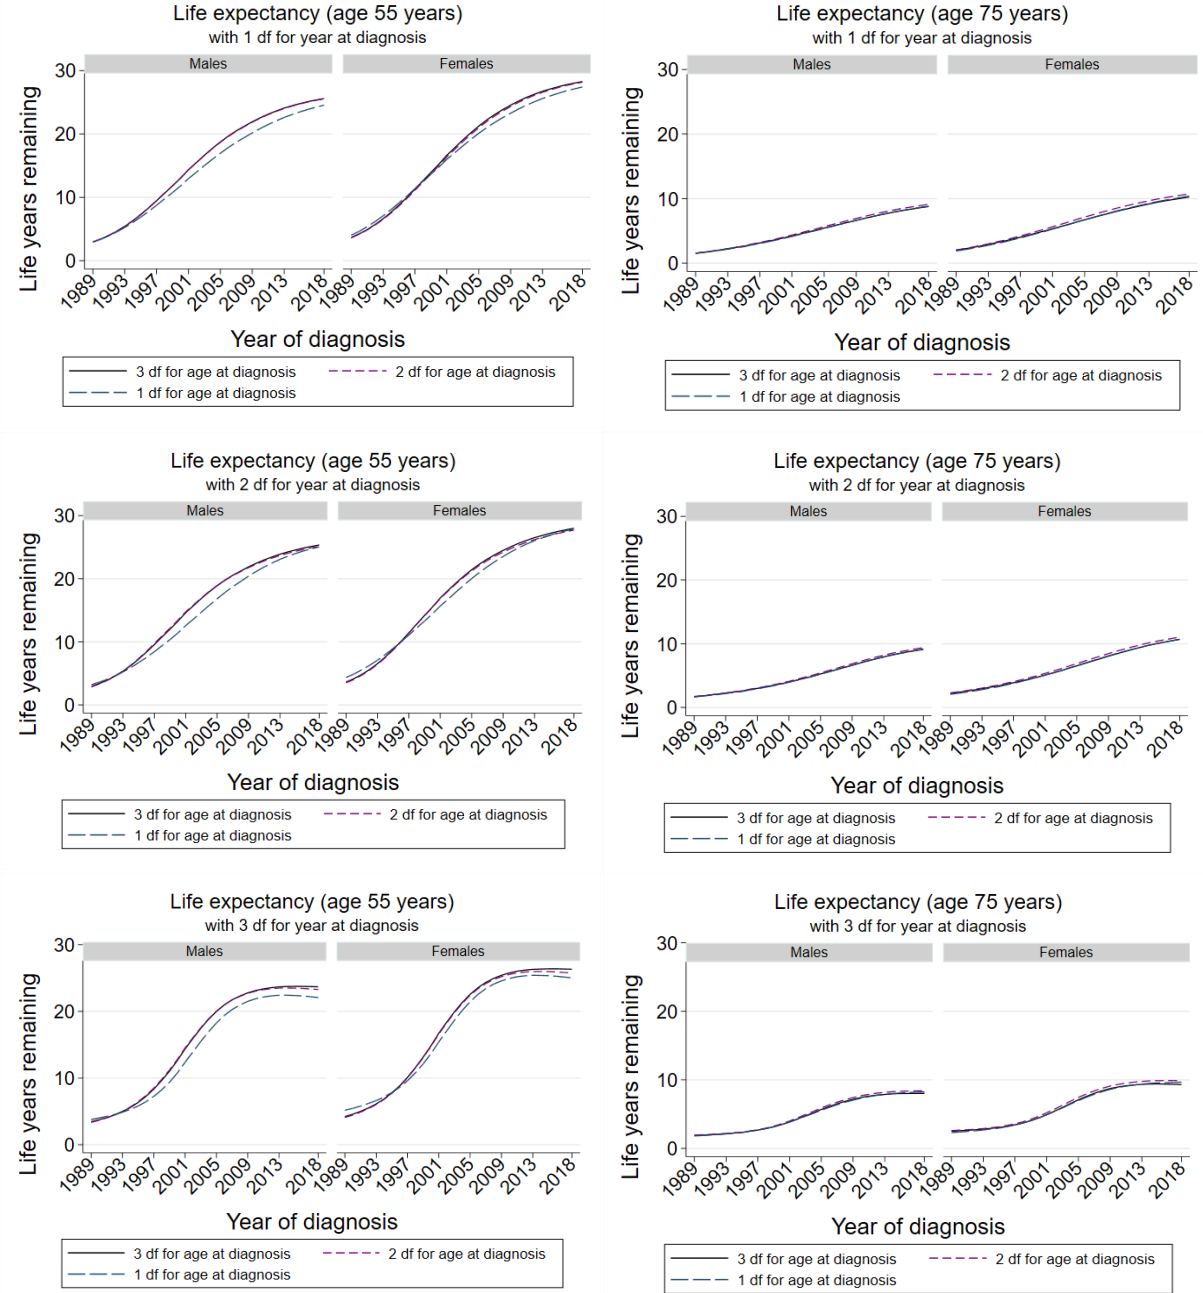 Life expectancy (age 55 years)
with 1 df for year at diagnosis
Males Females
Life years remaining
30
20
10
0
1989 1993 1997 2001 2005 2009 2013 2018 1989 1993 1997 2001 2005 2009 2013 2018
Year of diagnosis
3 df for age at diagnosis 2 df for age at diagnosis
1 df for age at diagnosis
Life expectancy (age 75 years)
with 1 df for year at diagnosis
Males Females
Life years remaining
30
20
10
0
1989 1993 1997 2001 2005 2009 2013 2018 1989 1993 1997 2001 2005 2009 2013 2018
Year of diagnosis
3 df for age at diagnosis 2 df for age at diagnosis
1 df for age at diagnosis
Life expectancy (age 55 years)
with 2 df for year at diagnosis
Males Females
Life years remaining
30
20
10
0
1989 1993 1997 2001 2005 2009 2013 2018 1989 1993 1997 2001 2005 2009 2013 2018
Year of diagnosis
3 df for age at diagnosis 2 df for age at diagnosis
1 df for age at diagnosis
Life expectancy (age 75 years)
with 2 df for year at diagnosis
Males Females
Life years remaining
30
20
10
0
1989 1993 1997 2001 2005 2009 2013 2018 1989 1993 1997 2001 2005 2009 2013 2018
Year of diagnosis
3 df for age at diagnosis 2 df for age at diagnosis
1 df for age at diagnosis
Life expectancy (age 55 years)
with 3 df for year at diagnosis
Males Females
Life years remaining
30
20
10
0
1989 1993 1997 2001 2005 2009 2013 2018 1989 1993 1997 2001 2005 2009 2013 2018
Year of diagnosis
3 df for age at diagnosis 2 df for age at diagnosis
1 df for age at diagnosis
Life expectancy (age 75 years)
with 3 df for year at diagnosis
Males Females
Life years remaining
30
20
10
0
1989 1993 1997 2001 2005 2009 2013 2018 1989 1993 1997 2001 2005 2009 2013 2018
Year of diagnosis
3 df for age at diagnosis 2 df for age at diagnosis
1 df for age at diagnosis